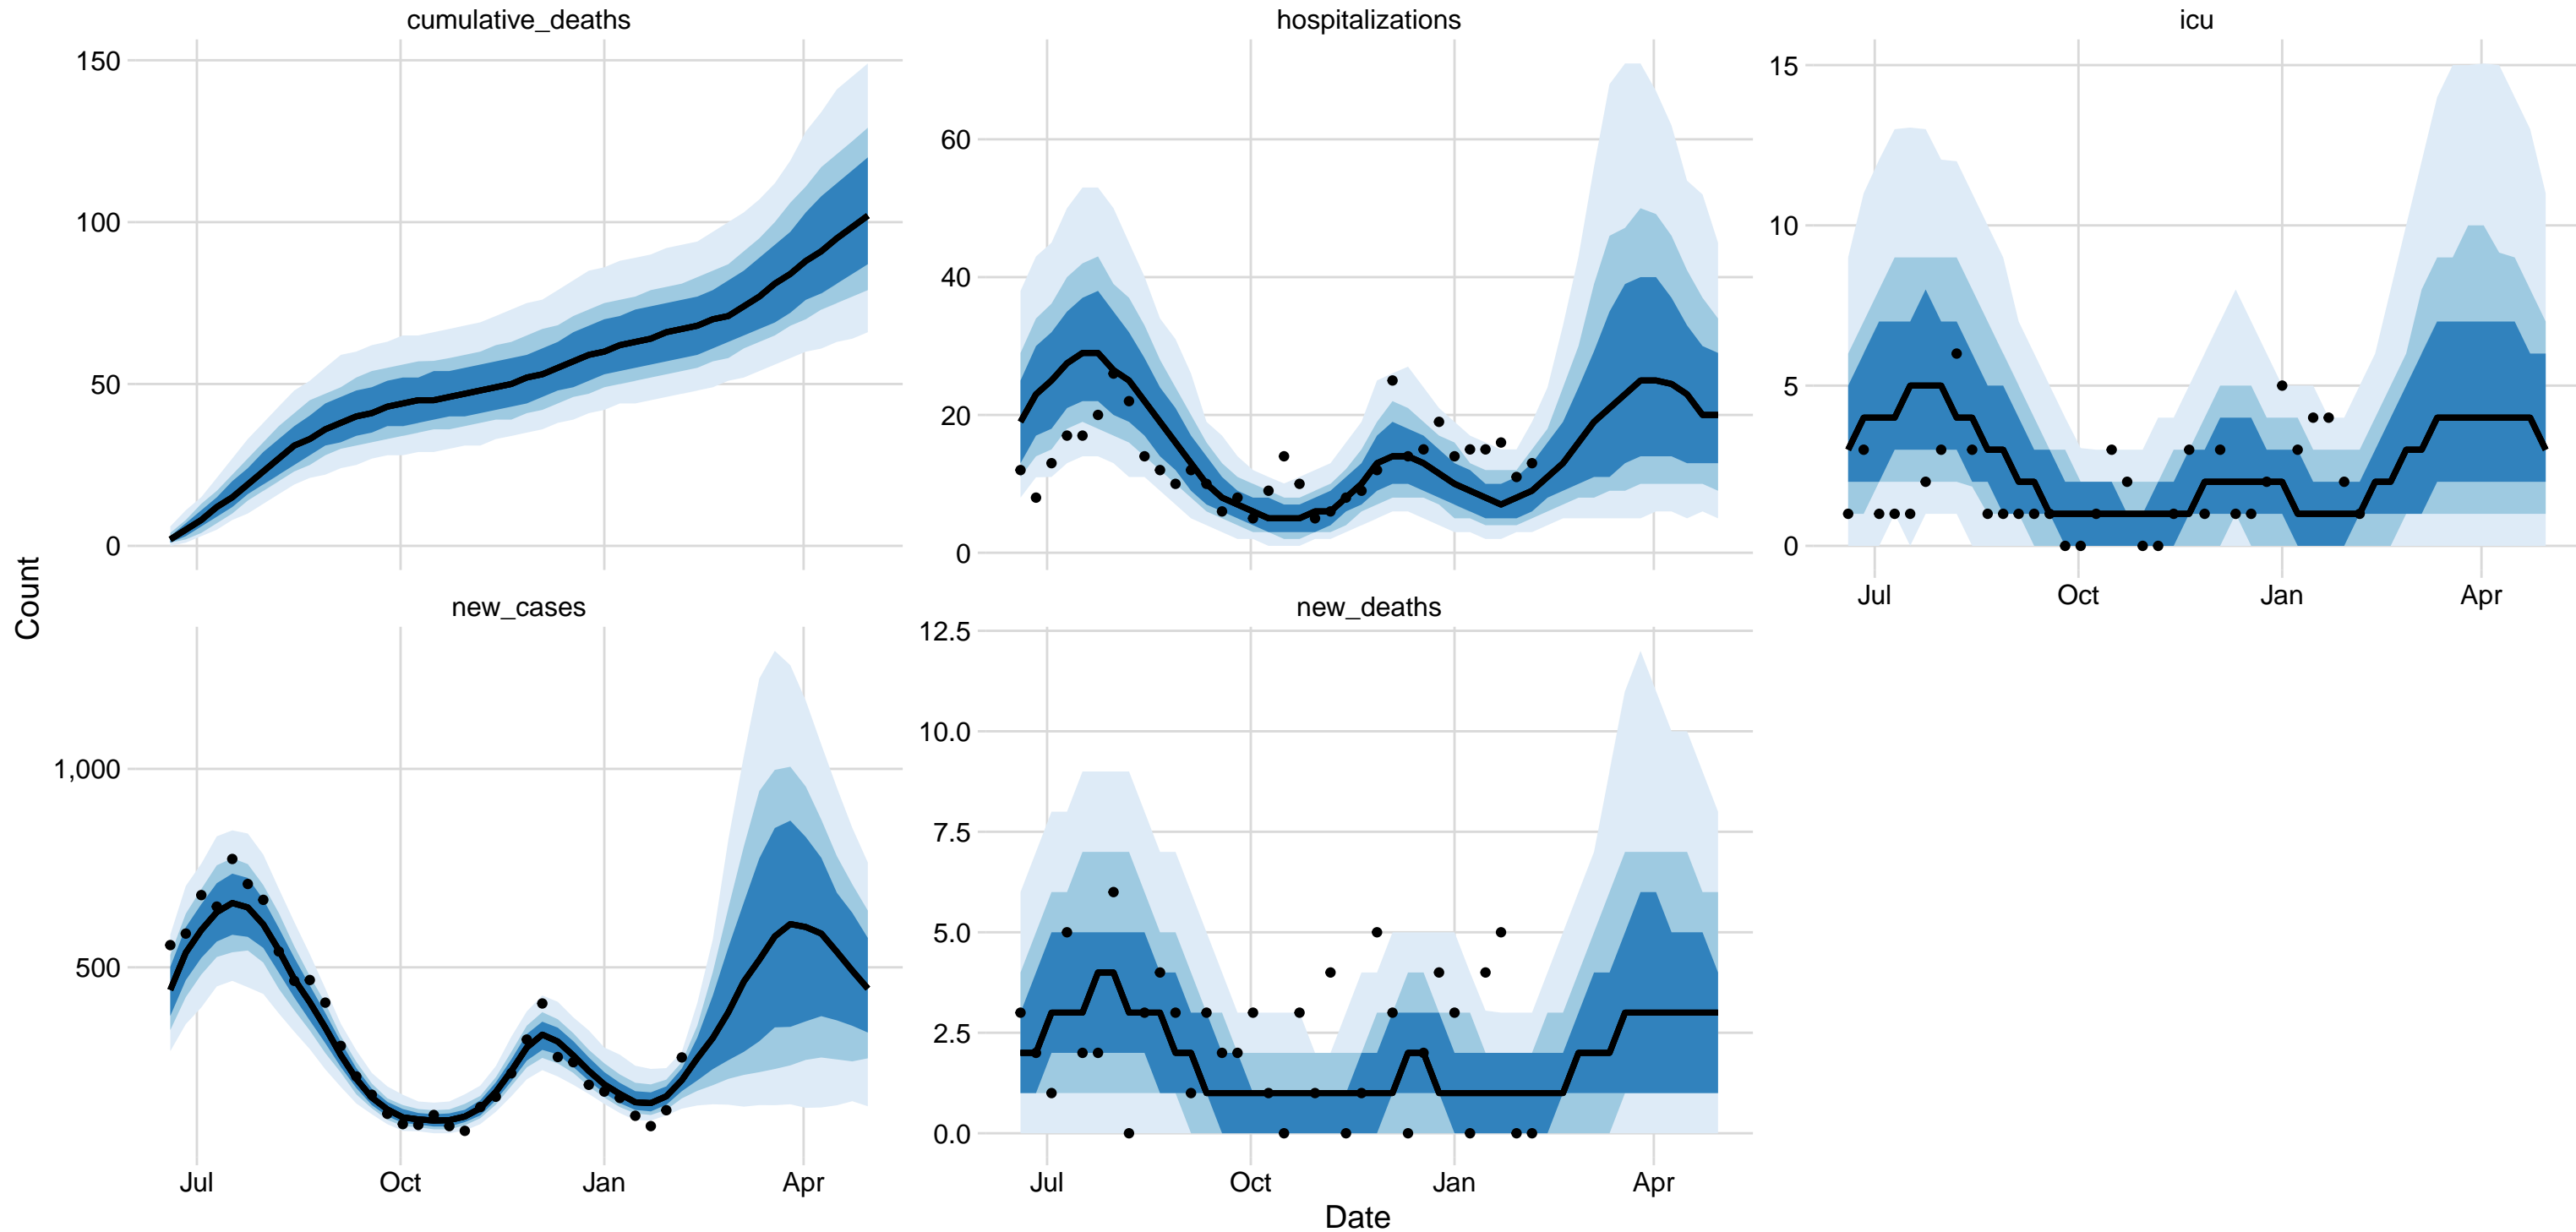 cumulative_deaths
hospitalizations
icu
150
100
50
0
60
40
20
0
15
10
5
0
Jul Oct Jan Apr
Count
new_cases
new_deaths
1,000
500
12.5
10.0
7.5
5.0
2.5
0.0
Jul Oct Jan Apr
Jul Oct Jan Apr
Date